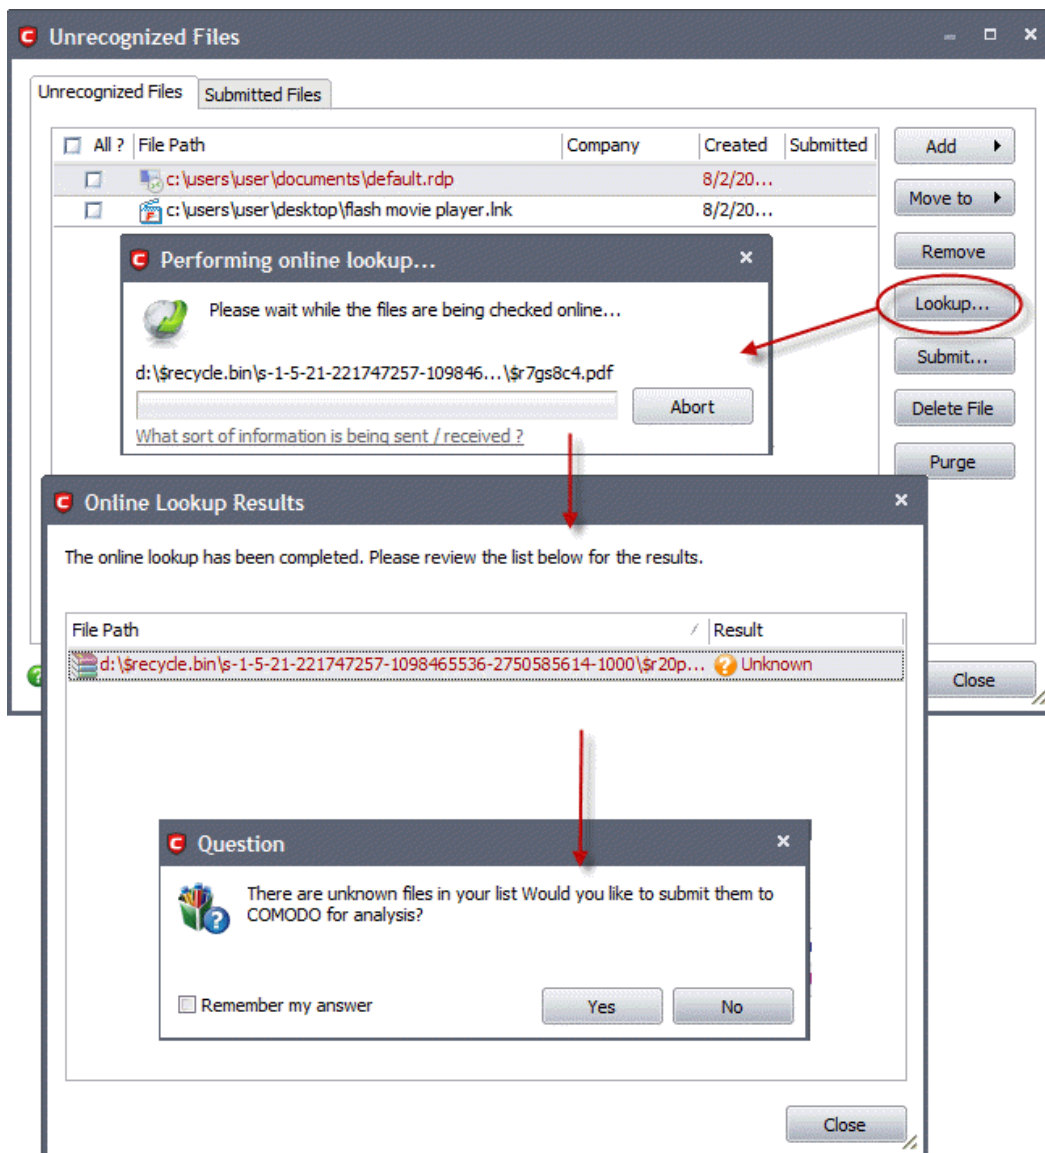 Unrecognized Files
Unrecognized Files Submitted Files
All ? File Path Company Created Submitted
c:\users\user\documents\default.rdp 8/2/20...
c:\users\user\desktop\flash movie player.lnk 8/2/20...
Add
Move to
Remove
Lookup...
Submit...
Delete File
Purge
Close
Performing online lookup...
Please wait while the files are being checked online...
d:\$recycle.bin\s-1-5-21-221747257-109846...\$r7gs8c4.pdf
Abort
What sort of information is being sent / received ?
Online Lookup Results
The online lookup has been completed. Please review the list below for the results.
File Path Result
d:\$recycle.bin\s-1-5-21-221747257-1098465536-2750585614-1000\$r20p... Unknown
Question
There are unknown files in your list Would you like to submit them to
COMODO for analysis?
Remember my answer
Yes No
Close